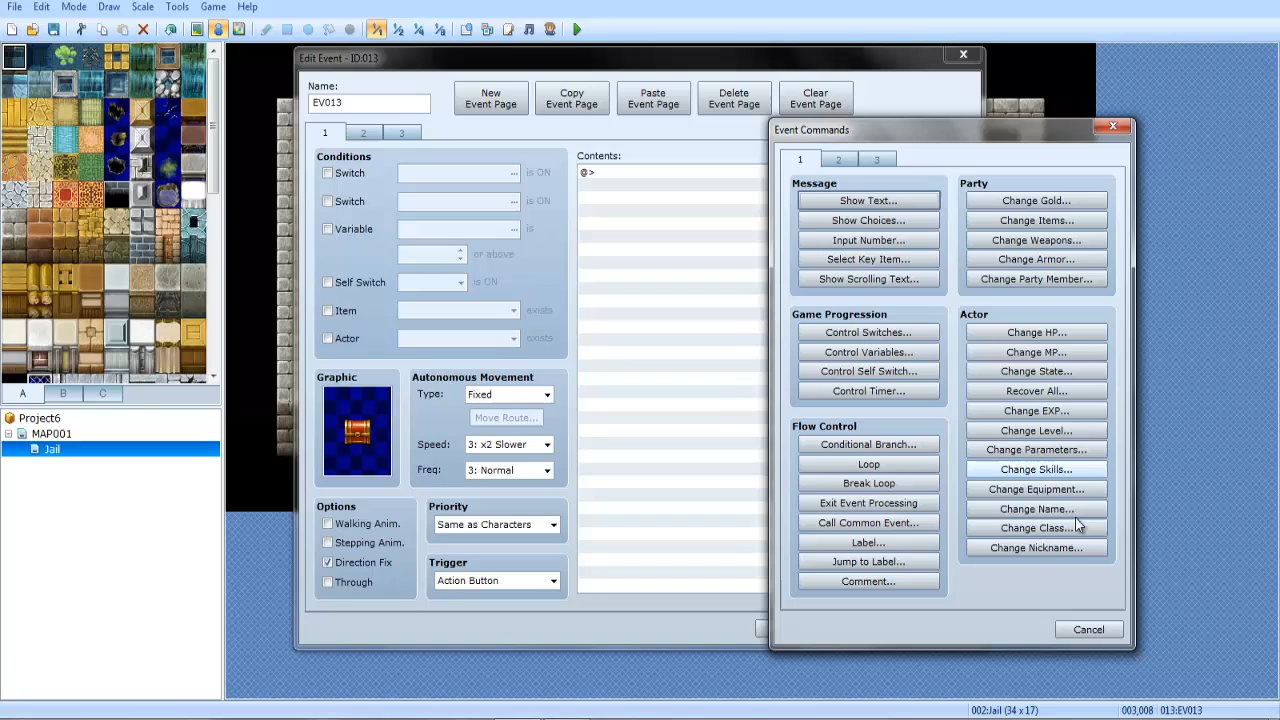 File Edit Mode Draw Scale Tools Game Help
1/1 1/2 1/4 1/8
A B C
Project6
MAP001
Jail
Edit Event - ID:013
Name:
EV013
New Event Page
Copy Event Page
Paste Event Page
Delete Event Page
Clear Event Page
1 2 3
Conditions
Switch ... is ON
Switch ... is ON
Variable ... is
or above
Self Switch is ON
Item exists
Actor exists
Graphic
Autonomous Movement
Type: Fixed
Move Route...
Speed: 3: x2 Slower
Freq: 3: Normal
Options
Walking Anim.
Stepping Anim.
Direction Fix
Through
Priority
Same as Characters
Trigger
Action Button
Contents:
@>
Event Commands
1 2 3
Message
Show Text...
Show Choices...
Input Number...
Select Key Item...
Show Scrolling Text...
Game Progression
Control Switches...
Control Variables...
Control Self Switch...
Control Timer...
Flow Control
Conditional Branch...
Loop
Break Loop
Exit Event Processing
Call Common Event...
Label...
Jump to Label...
Comment...
Party
Change Gold...
Change Items...
Change Weapons...
Change Armor...
Change Party Member...
Actor
Change HP...
Change MP...
Change State...
Recover All...
Change EXP...
Change Level...
Change Parameters...
Change Skills...
Change Equipment...
Change Name...
Change Class...
Change Nickname...
Cancel
002:Jail (34 x 17) 003,008 013:EV013